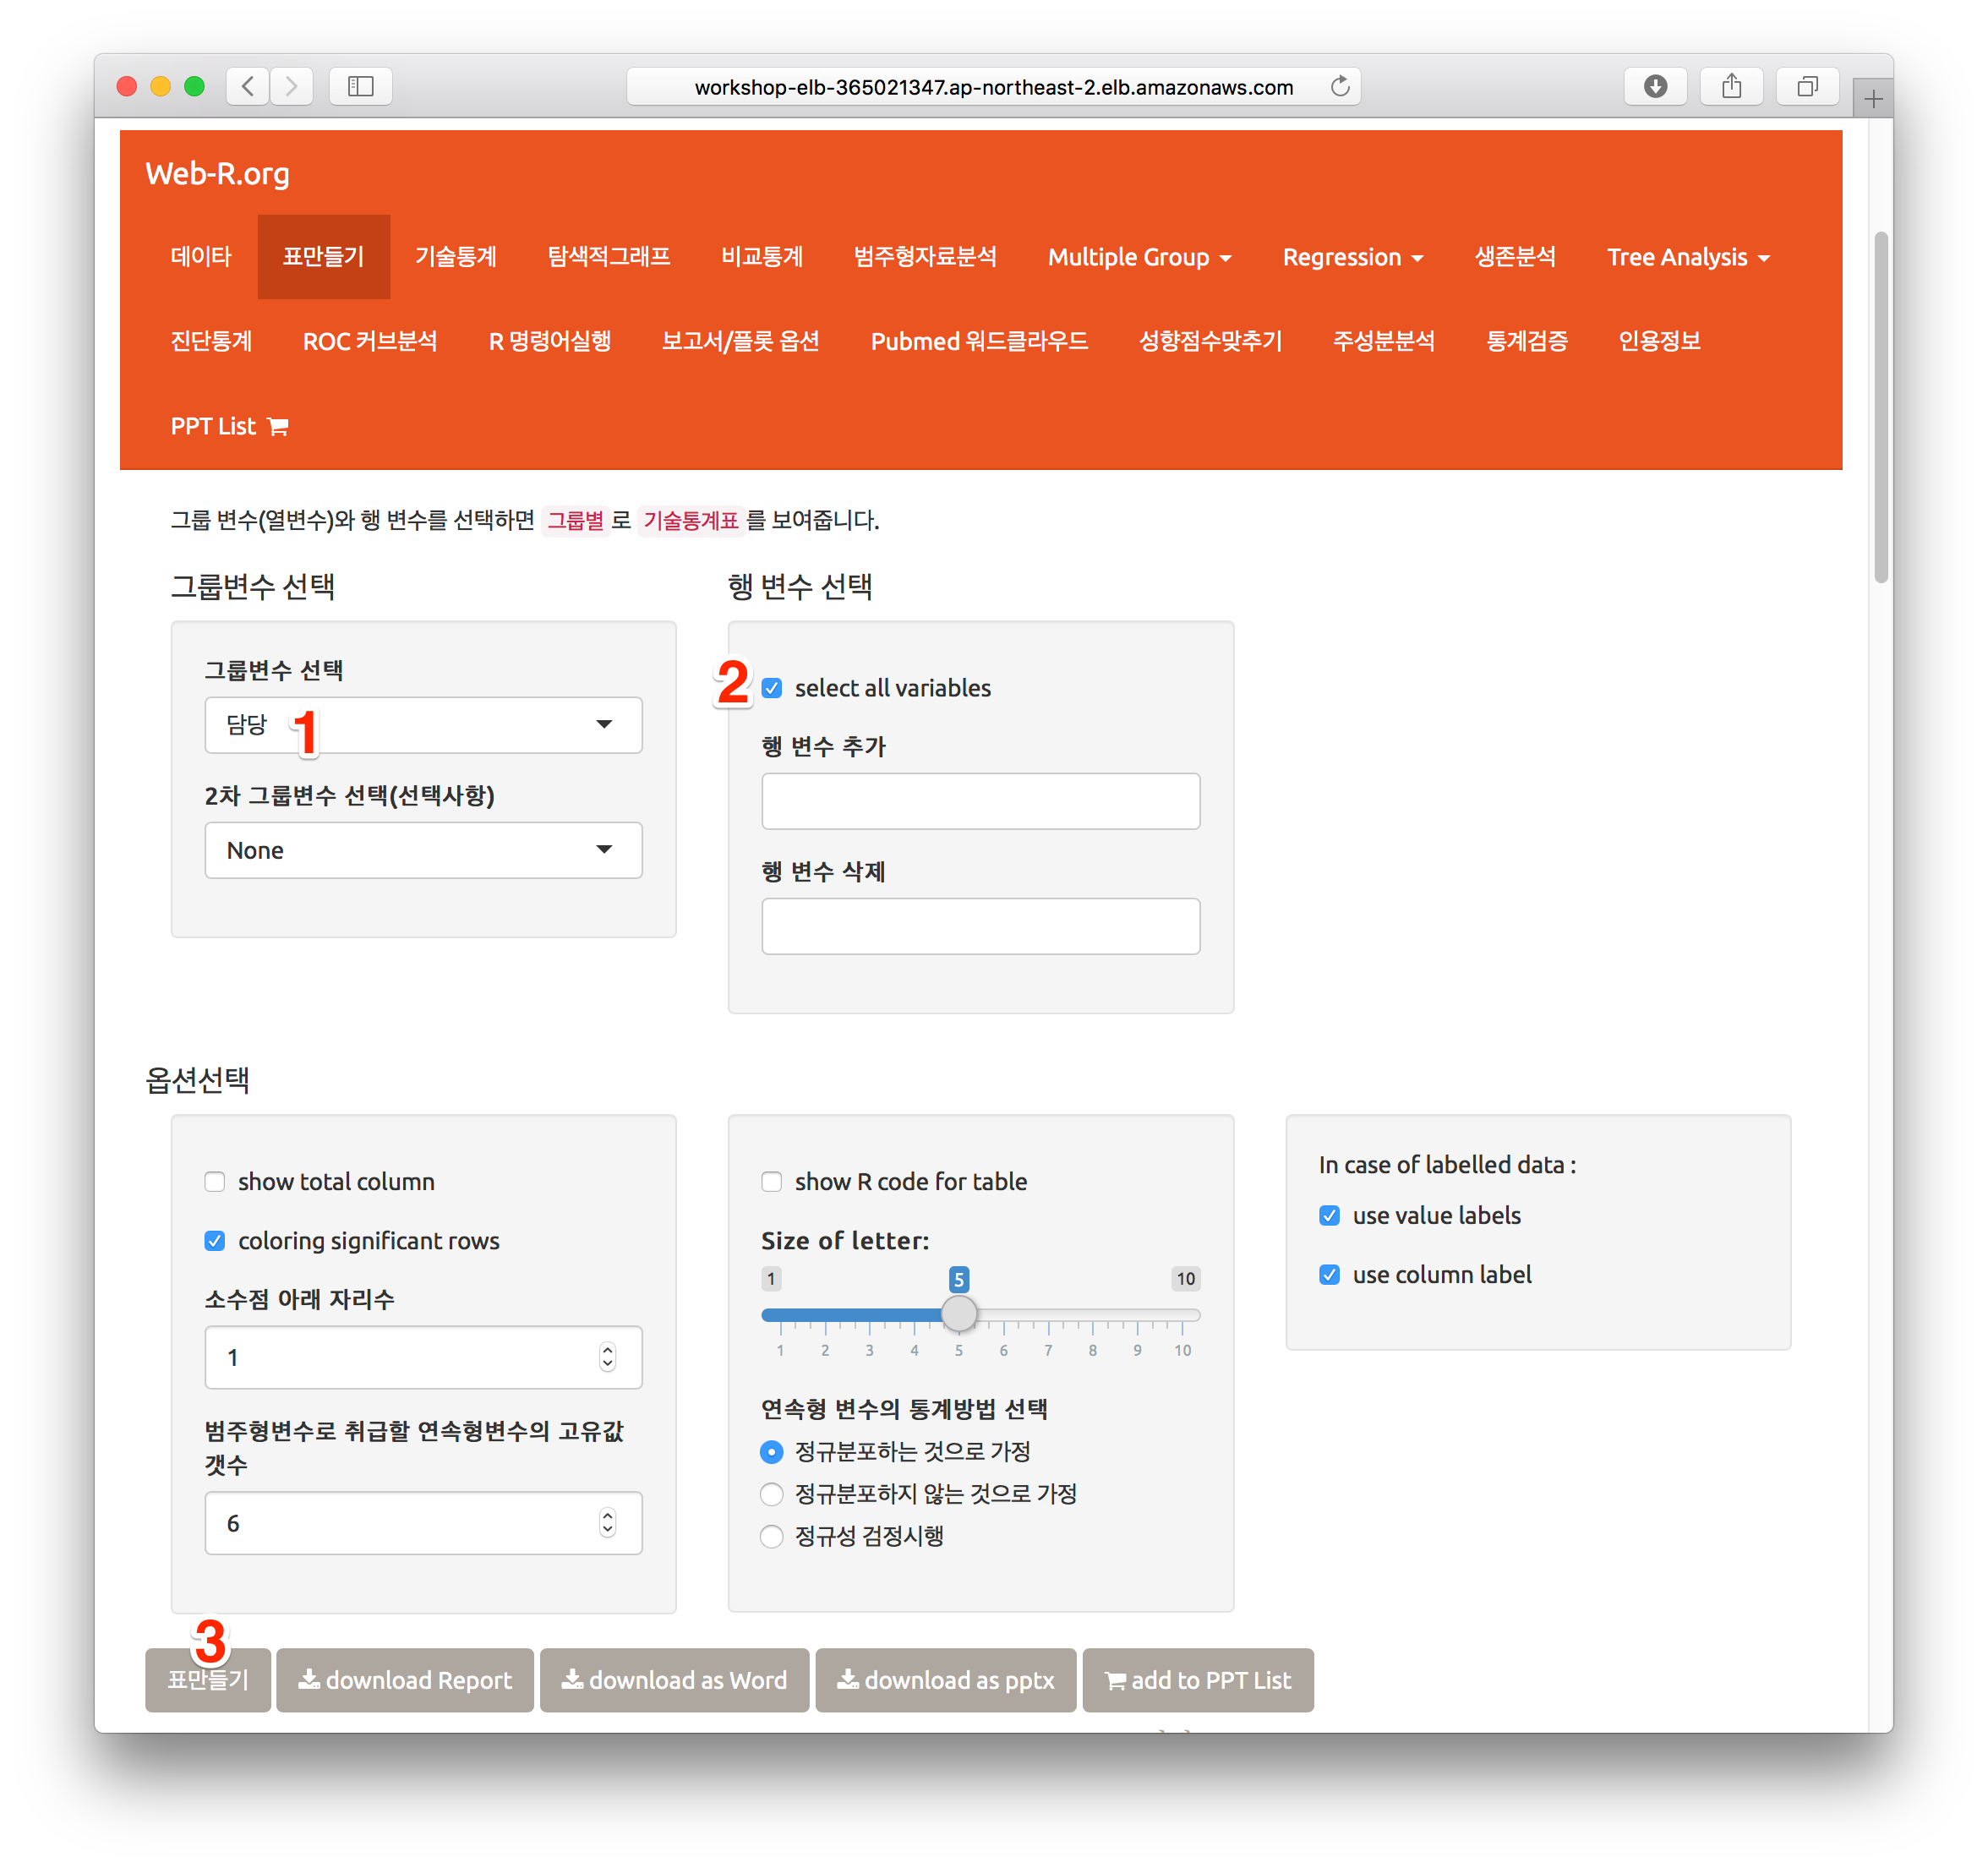 workshop-elb-365021347.ap-northeast-2.elb.amazonaws.com
Web-R.org
데이타 표만들기 기술통계 탐색적그래프 비교통계 범주형자료분석 Multiple Group Regression 생존분석 Tree Analysis
진단통계 ROC 커브분석 R 명령어실행 보고서/플롯 옵션 Pubmed 워드클라우드 성향점수맞추기 주성분분석 통계검증 인용정보
PPT List
그룹 변수(열변수)와 행 변수를 선택하면 그룹별 로 기술통계표 를 보여줍니다.
그룹변수 선택
그룹변수 선택
담당 1
2차 그룹변수 선택(선택사항)
None
행 변수 선택
2 select all variables
행 변수 추가
행 변수 삭제
옵션선택
show total column
coloring significant rows
소수점 아래 자리수
1
범주형변수로 취급할 연속형변수의 고유값
갯수
6
show R code for table
Size of letter:
1 5 10
1 2 3 4 5 6 7 8 9 10
연속형 변수의 통계방법 선택
정규분포하는 것으로 가정
정규분포하지 않는 것으로 가정
정규성 검정시행
In case of labelled data :
use value labels
use column label
3
표만들기 download Report download as Word download as pptx add to PPT List